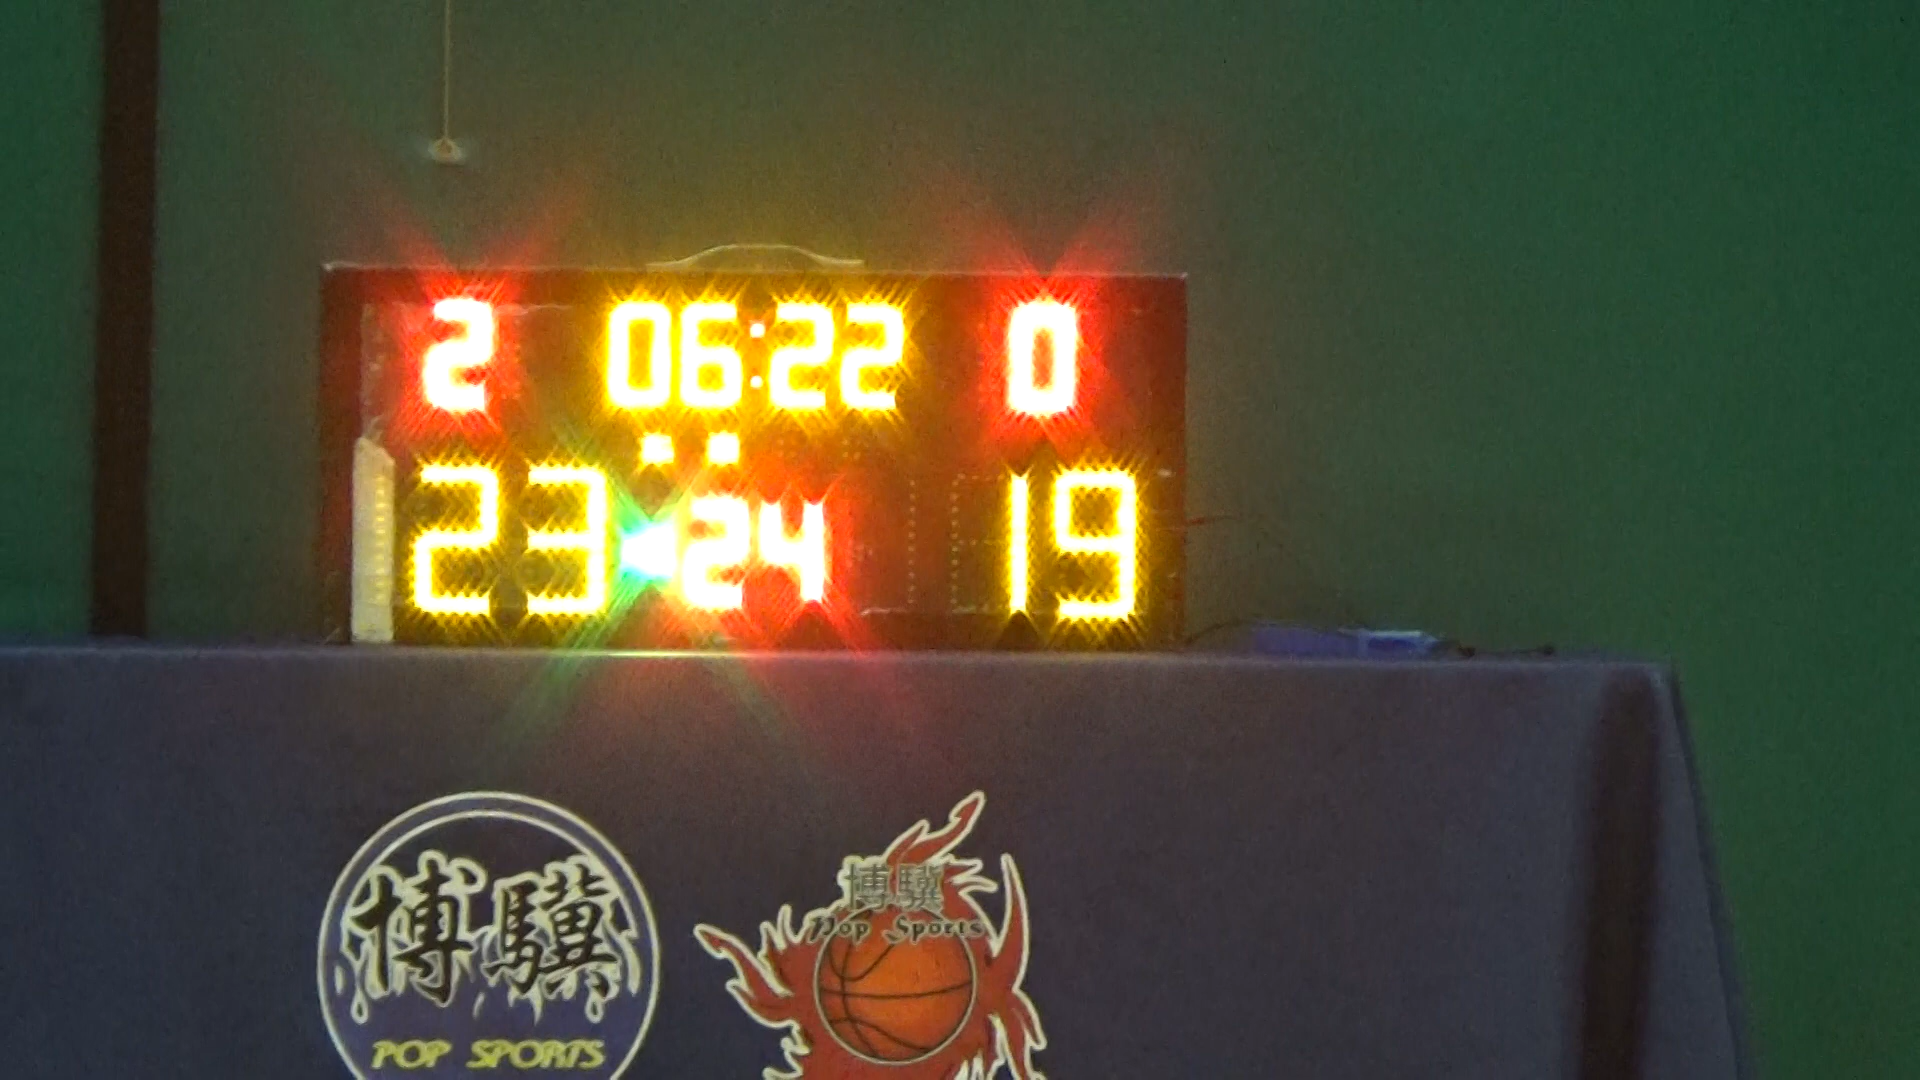 2 06:22 0
23 24 19
博驥
POP SPORTS
博驥
Pop Sports